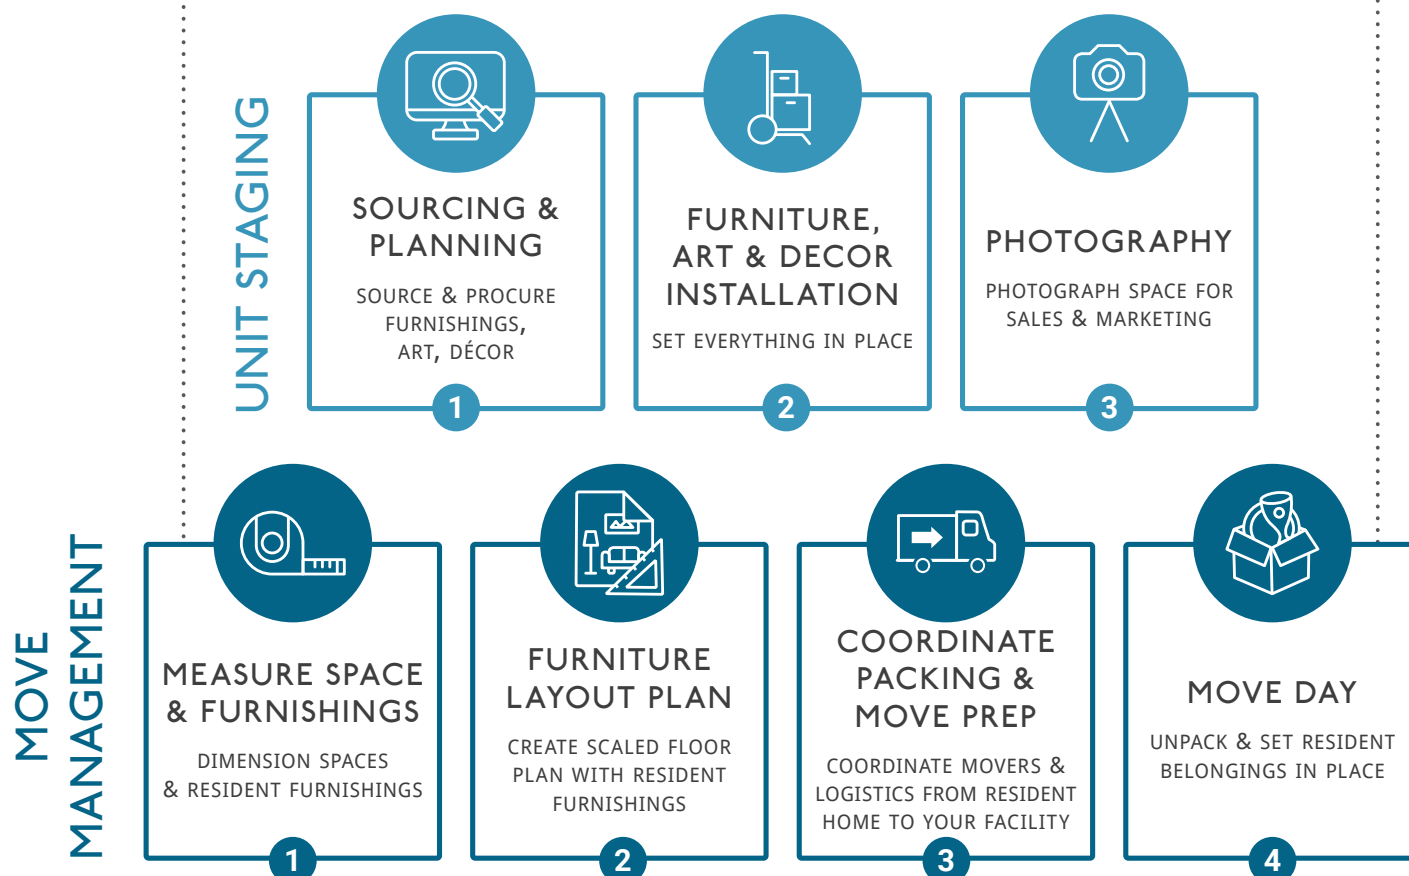 UNIT STAGING
SOURCING &
PLANNING
SOURCE & PROCURE
FURNISHINGS,
ART, DÉCOR
1
FURNITURE,
ART & DECOR
INSTALLATION
SET EVERYTHING IN PLACE
2
PHOTOGRAPHY
PHOTOGRAPH SPACE FOR
SALES & MARKETING
3
MOVE
MANAGEMENT
MEASURE SPACE
& FURNISHINGS
DIMENSION SPACES
& RESIDENT FURNISHINGS
1
FURNITURE
LAYOUT PLAN
CREATE SCALED FLOOR
PLAN WITH RESIDENT
FURNISHINGS
2
COORDINATE
PACKING &
MOVE PREP
COORDINATE MOVERS &
LOGISTICS FROM RESIDENT
HOME TO YOUR FACILITY
3
MOVE DAY
UNPACK & SET RESIDENT
BELONGINGS IN PLACE
4